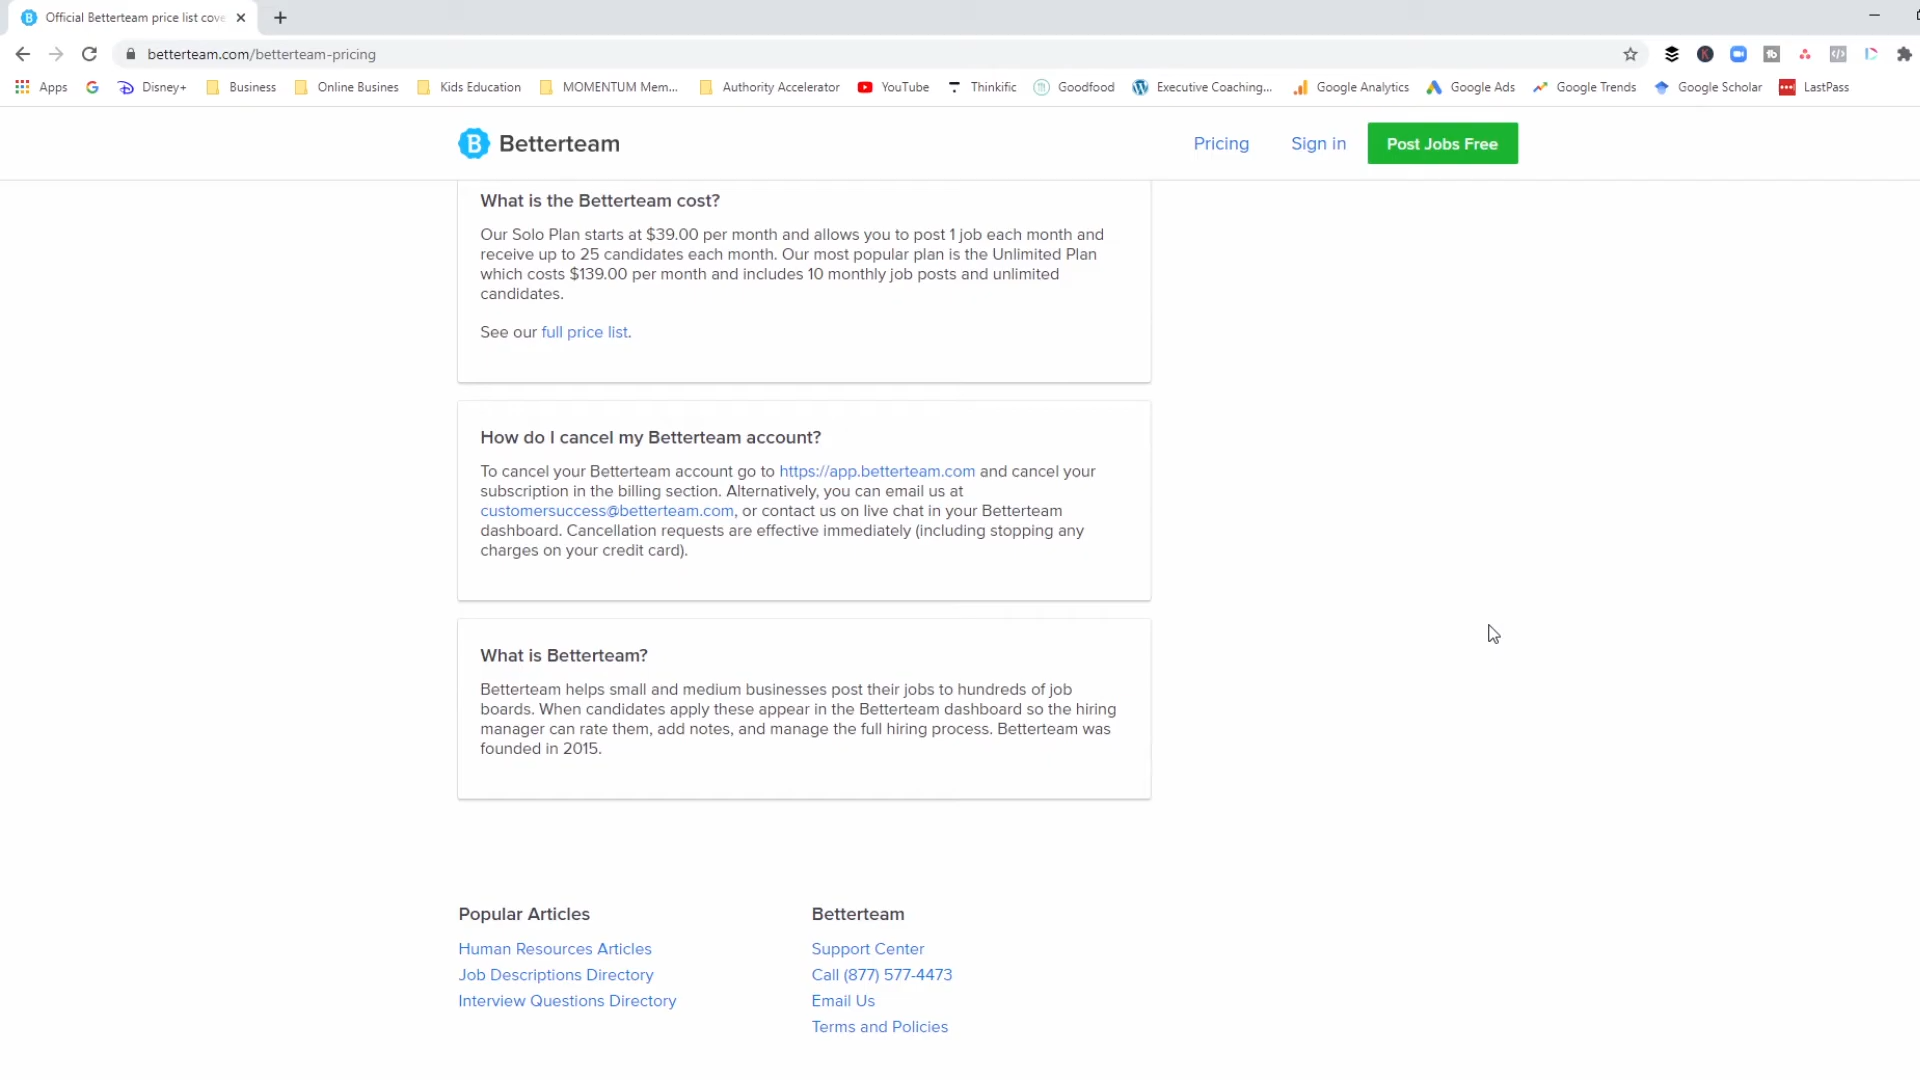 Official Betterteam price list cove
betterteam.com/betterteam-pricing
Apps
Disney+
Business
Online Busines
Kids Education
MOMENTUM Mem...
Authority Accelerator
YouTube
Thinkific
Goodfood
Executive Coaching...
Google Analytics
Google Ads
Google Trends
Google Scholar
LastPass
B Betterteam
Pricing
Sign in
Post Jobs Free
What is the Betterteam cost?
Our Solo Plan starts at $39.00 per month and allows you to post 1 job each month and
receive up to 25 candidates each month. Our most popular plan is the Unlimited Plan
which costs $139.00 per month and includes 10 monthly job posts and unlimited
candidates.
See our full price list.
How do I cancel my Betterteam account?
To cancel your Betterteam account go to https://app.betterteam.com and cancel your
subscription in the billing section. Alternatively, you can email us at
customersuccess@betterteam.com, or contact us on live chat in your Betterteam
dashboard. Cancellation requests are effective immediately (including stopping any
charges on your credit card).
What is Betterteam?
Betterteam helps small and medium businesses post their jobs to hundreds of job
boards. When candidates apply these appear in the Betterteam dashboard so the hiring
manager can rate them, add notes, and manage the full hiring process. Betterteam was
founded in 2015.
Popular Articles
Human Resources Articles
Job Descriptions Directory
Interview Questions Directory
Betterteam
Support Center
Call (877) 577-4473
Email Us
Terms and Policies